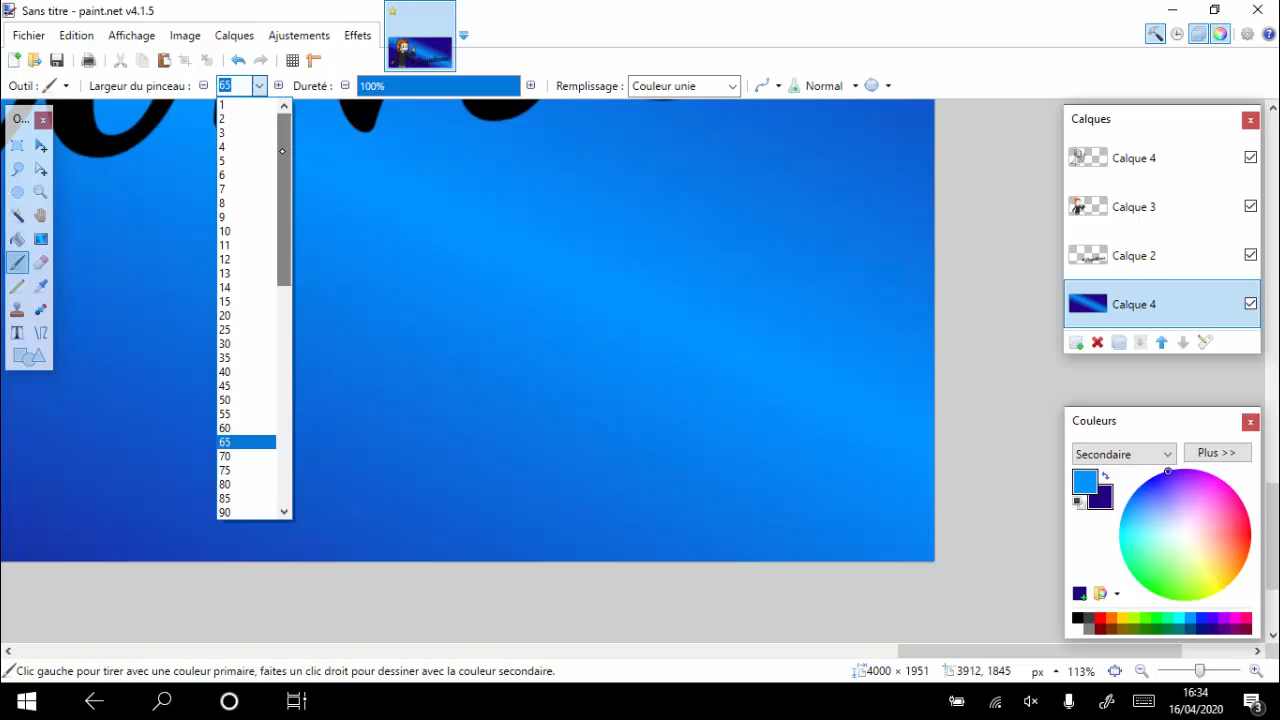 Sans titre - paint.net v4.1.5
Fichier Edition Affichage Image Calques Ajustements Effets
Outil : Largeur du pinceau : 65 Dureté : 100% Remplissage : Couleur unie Normal
O...
1
2
3
4
5
6
7
8
9
10
11
12
13
14
15
20
25
30
35
40
45
50
55
60
65
70
75
80
85
90
Calques
Calque 4
Calque 3
Calque 2
Calque 4
Couleurs
Secondaire Plus >>
Clic gauche pour tirer avec une couleur primaire, faites un clic droit pour dessiner avec la couleur secondaire. 4000 × 1951 3912, 1845 px 113%
16:34
16/04/2020
3